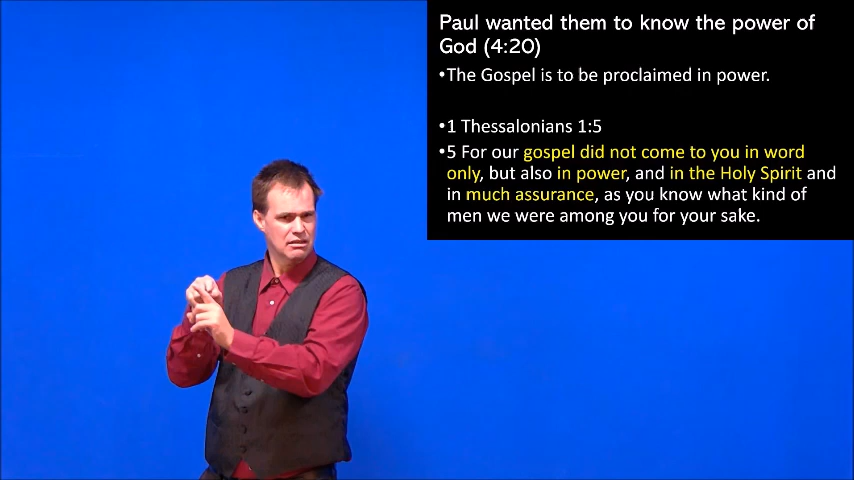 Paul wanted them to know the power of
God (4:20)
•The Gospel is to be proclaimed in power.
•1 Thessalonians 1:5
•5 For our gospel did not come to you in word
only, but also in power, and in the Holy Spirit and
in much assurance, as you know what kind of
men we were among you for your sake.